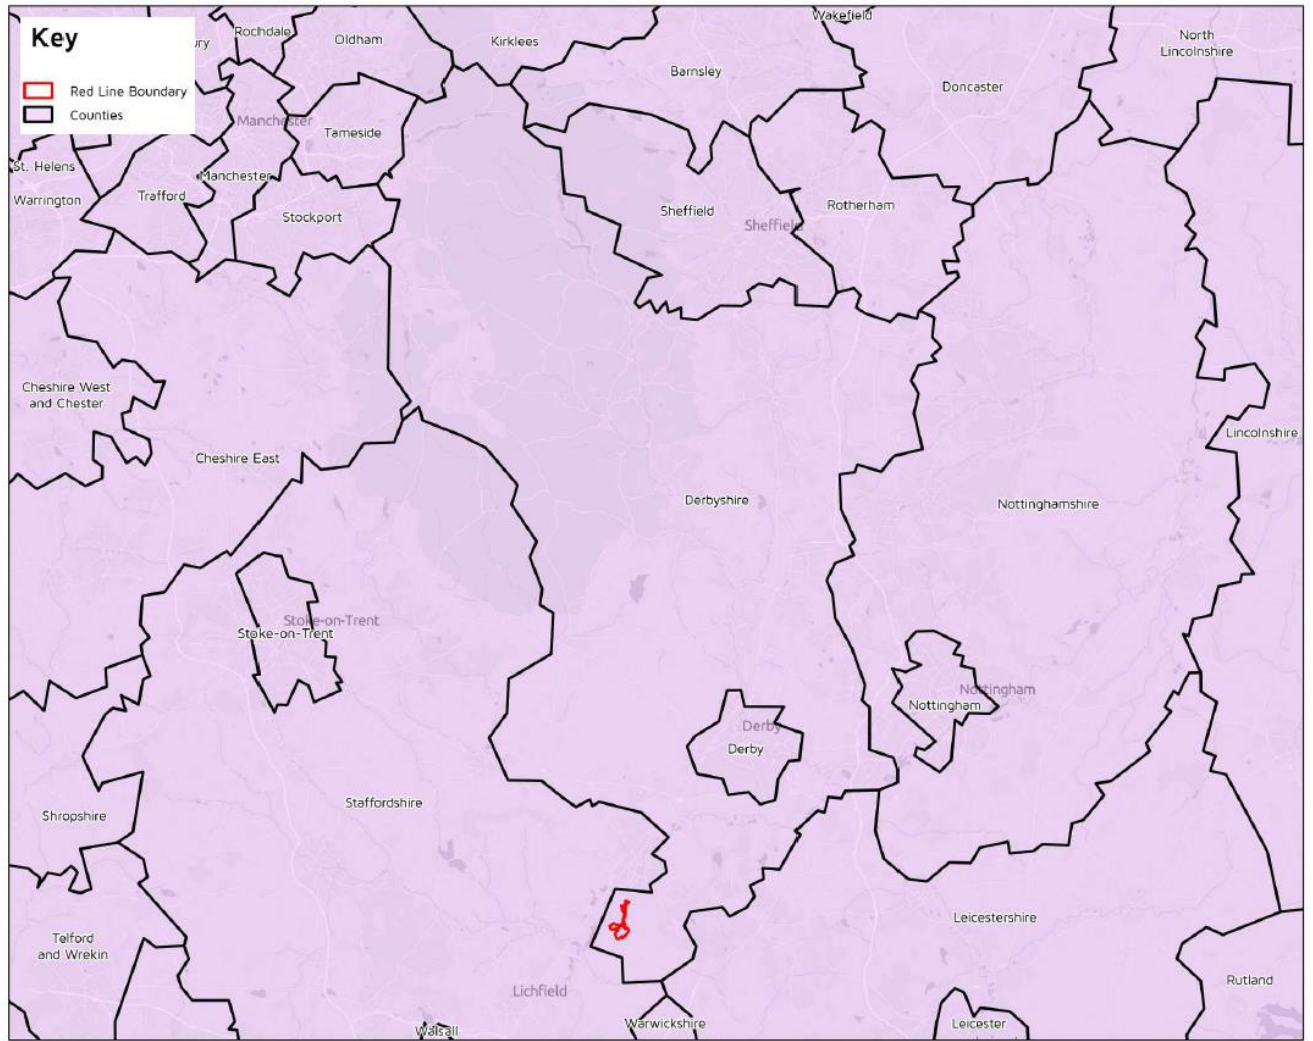 Key
Red Line Boundary
Counties
ury
Rochdale
Oldham
Kirklees
Wakefield
North
Lincolnshire
Barnsley
Doncaster
Manchester
Tameside
St. Helens
Manchester
Warrington
Trafford
Stockport
Sheffield
Sheffield
Rotherham
Cheshire West
and Chester
Cheshire East
Lincolnshire
Derbyshire
Nottinghamshire
Stoke-on-Trent
Stoke-on-Trent
Nottingham
Nottingham
Derby
Derby
Staffordshire
Shropshire
Leicestershire
Telford
and Wrekin
Rutland
Lichfield
Walsall
Warwickshire
Leicester